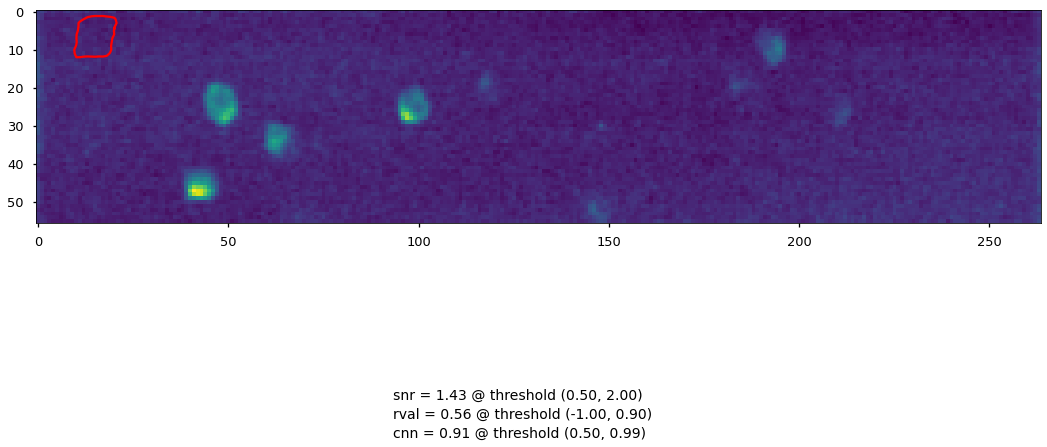 0
10
20
30
40
50
0 50 100 150 200 250
snr = 1.43 @ threshold (0.50, 2.00)
rval = 0.56 @ threshold (-1.00, 0.90)
cnn = 0.91 @ threshold (0.50, 0.99)